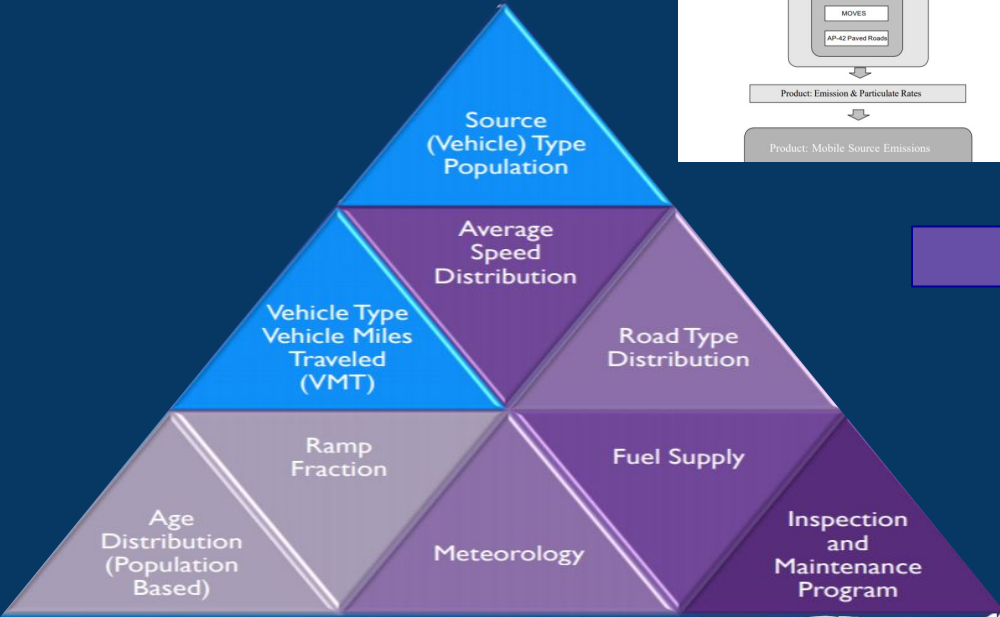 MOVES
AP-42 Paved Roads
Product: Emission & Particulate Rates
Product: Mobile Source Emissions
Source
(Vehicle) Type
Population
Average
Speed
Distribution
Vehicle Type
Vehicle Miles
Traveled
(VMT)
Road Type
Distribution
Ramp
Fraction
Fuel Supply
Age
Distribution
(Population
Based)
Meteorology
Inspection
and
Maintenance
Program